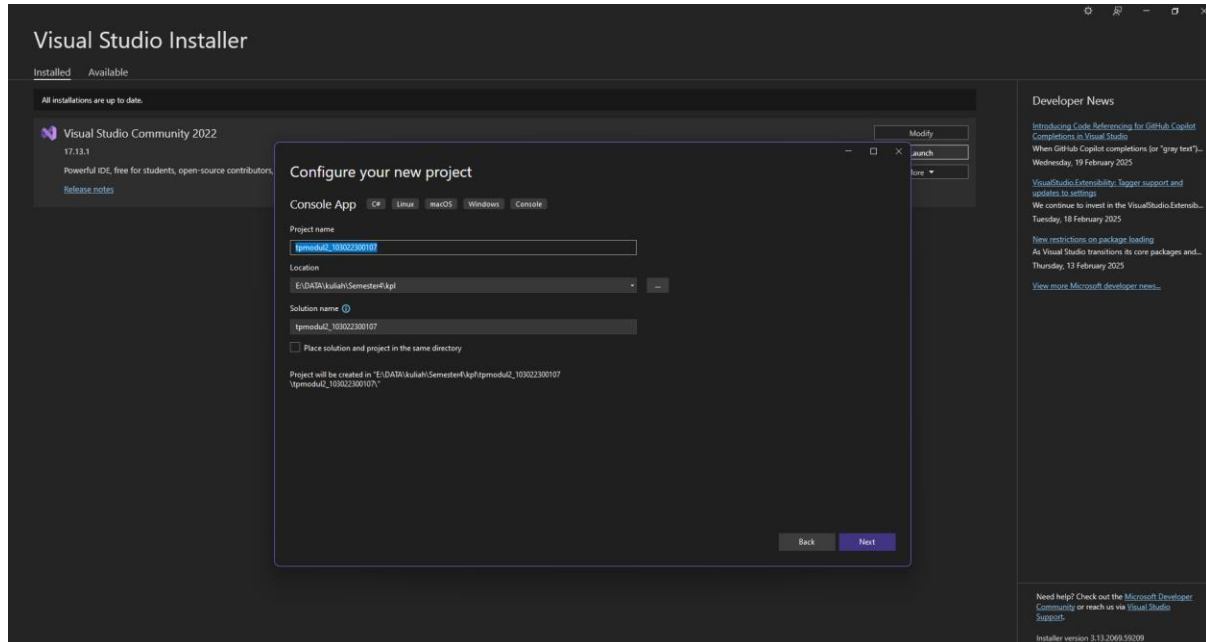 Visual Studio Installer
Installed Available
All installations are up to date.
Visual Studio Community 2022
17.13.1
Powerful IDE, free for students, open-source contributors,
Release notes
Modify
Launch
More
Configure your new project
Console App C# Linux macOS Windows Console
Project name
tpmodul2_103022300107
Location
E:\DATA\kuliah\Semester4\kpl
...
Solution name
tpmodul2_103022300107
Place solution and project in the same directory
Project will be created in "E:\DATA\kuliah\Semester4\kpl\tpmodul2_103022300107
\tpmodul2_103022300107\"
Back Next
Developer News
Introducing Code Referencing for GitHub Copilot
Completions in Visual Studio
When GitHub Copilot completions (or "gray text")...
Wednesday, 19 February 2025
VisualStudio.Extensibility: Tagger support and
updates to settings
We continue to invest in the VisualStudio.Extensib...
Tuesday, 18 February 2025
New restrictions on package loading
As Visual Studio transitions its core packages and...
Thursday, 13 February 2025
View more Microsoft developer news...
Need help? Check out the Microsoft Developer
Community or reach us via Visual Studio
Support.
Installer version 3.13.2069.59209